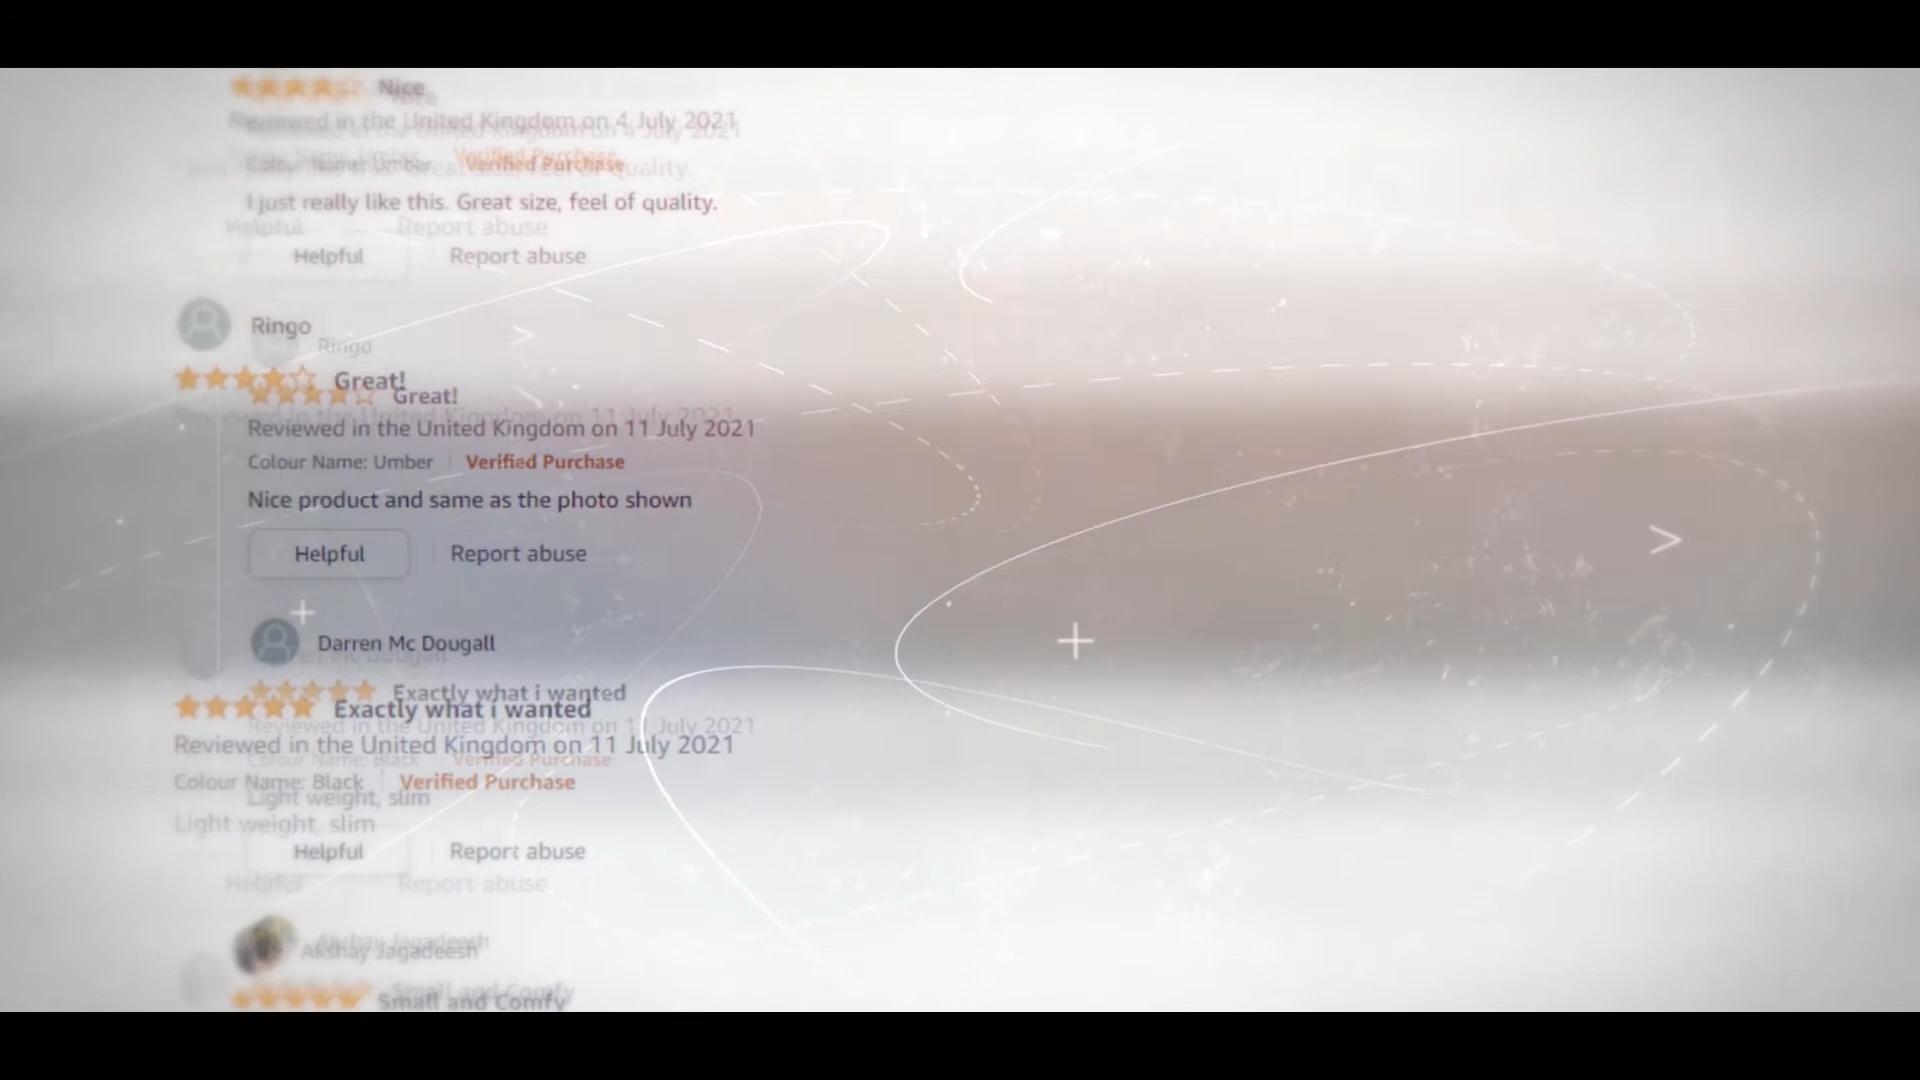 Nice
Reviewed in the United Kingdom on 4 July 2021
Colour Name: Umber Verified Purchase
I just really like this. Great size, feel of quality.
Helpful Report abuse
Ringo
Great!
Reviewed in the United Kingdom on 11 July 2021
Colour Name: Umber Verified Purchase
Nice product and same as the photo shown
Helpful Report abuse
Darren Mc Dougall
Exactly what i wanted
Reviewed in the United Kingdom on 11 July 2021
Colour Name: Black Verified Purchase
Light weight, slim
Helpful Report abuse
Akshay Jagadeesh
Small and Comfy